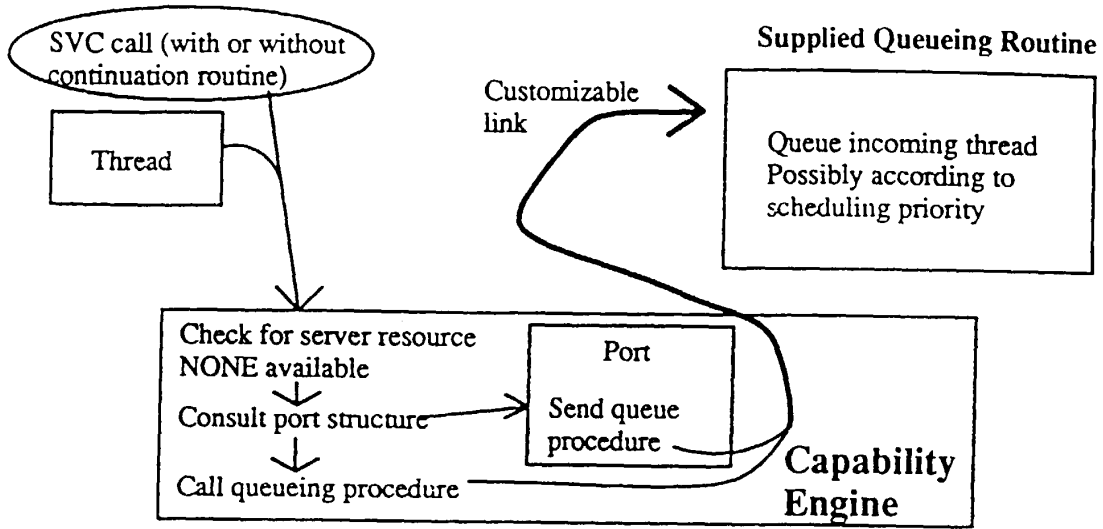 SVC call (with or without
continuation routine)
Thread
Customizable
link
Supplied Queueing Routine
Queue incoming thread
Possibly according to
scheduling priority
Check for server resource
NONE available
Consult port structure
Call queueing procedure
Port
Send queue
procedure
Capability
Engine